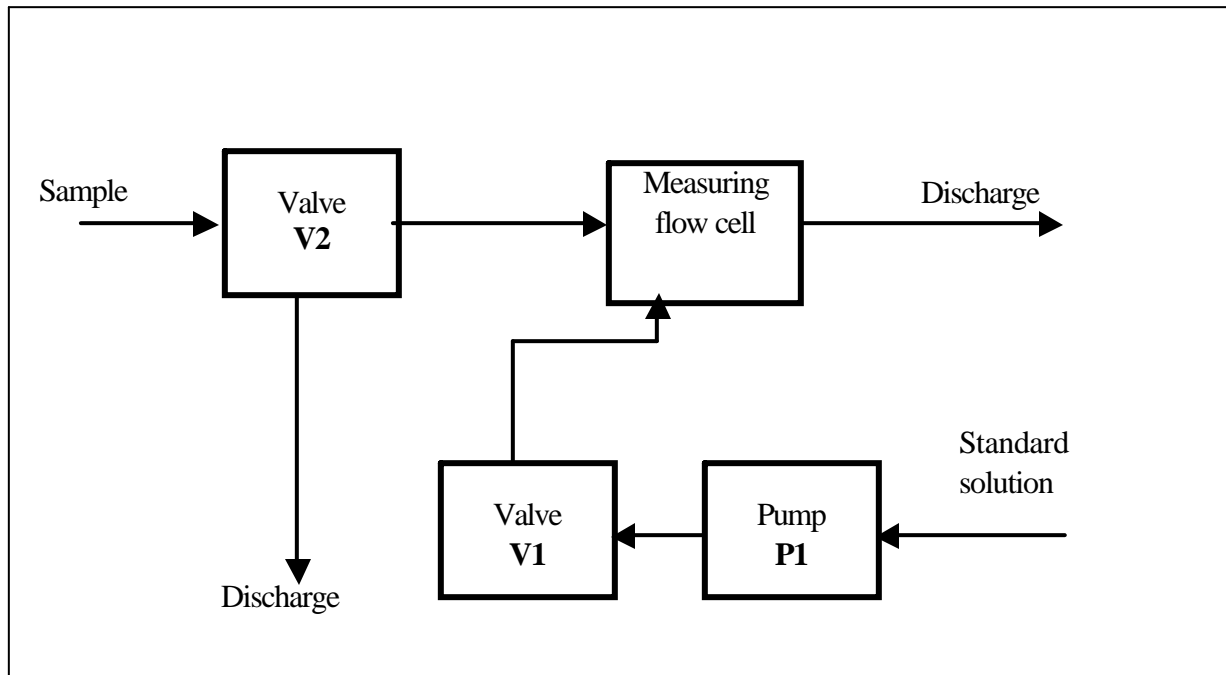 Sample
Valve
V2
Measuring
flow cell
Discharge
Discharge
Valve
V1
Pump
P1
Standard
solution